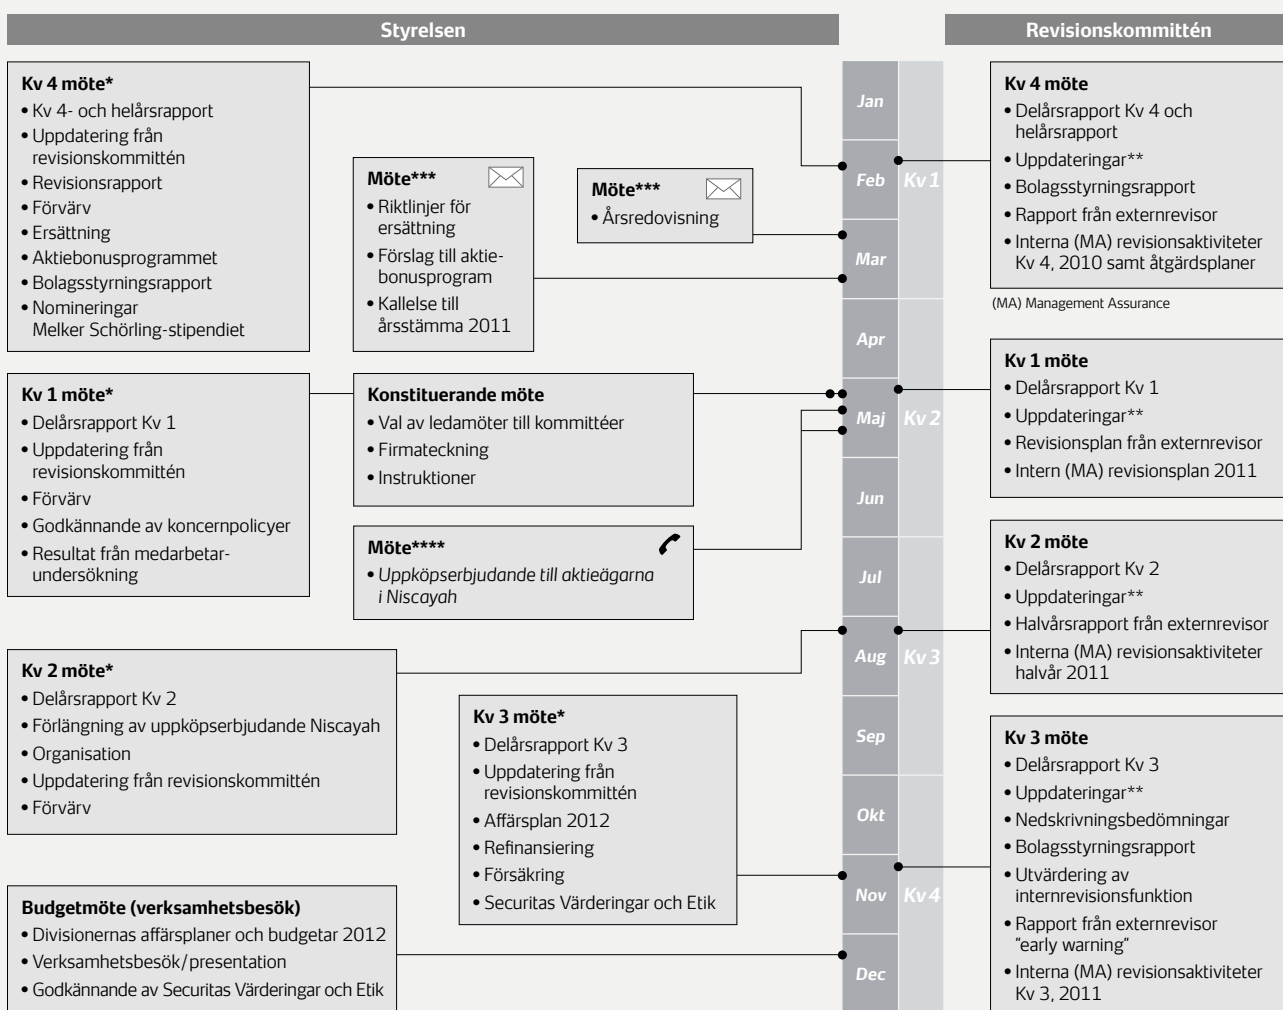 Styrelsen
Revisionskommittén
Kv 4 möte*
• Kv 4- och helårsrapport
• Uppdatering från
revisionskommittén
• Revisionsrapport
• Förvärv
• Ersättning
• Aktiebonusprogrammet
• Bolagsstyrningsrapport
• Nomineringar
Melker Schörling-stipendiet
Möte***
• Riktlinjer för
ersättning
• Förslag till aktie-
bonusprogram
• Kallelse till
årsstämma 2011
Möte***
• Årsredovisning
Kv 1 möte*
• Delårsrapport Kv 1
• Uppdatering från
revisionskommittén
• Förvärv
• Godkännande av koncernpolicyer
• Resultat från medarbetar-
undersökning
Konstituerande möte
• Val av ledamöter till kommittéer
• Firmateckning
• Instruktioner
Möte****
• Uppköpserbjudande till aktieägarna
i Niscayah
Kv 2 möte*
• Delårsrapport Kv 2
• Förlängning av uppköpserbjudande Niscayah
• Organisation
• Uppdatering från revisionskommittén
• Förvärv
Kv 3 möte*
• Delårsrapport Kv 3
• Uppdatering från
revisionskommittén
• Affärsplan 2012
• Refinansiering
• Försäkring
• Securitas Värderingar och Etik
Budgetmöte (verksamhetsbesök)
• Divisionernas affärsplaner och budgetar 2012
• Verksamhetsbesök/presentation
• Godkännande av Securitas Värderingar och Etik
Jan
Feb
Mar
Apr
Maj
Jun
Jul
Aug
Sep
Okt
Nov
Dec
Kv 1
Kv 2
Kv 3
Kv 4
Kv 4 möte
• Delårsrapport Kv 4 och
helårsrapport
• Uppdateringar**
• Bolagsstyrningsrapport
• Rapport från externrevisor
• Interna (MA) revisionsaktiviteter
Kv 4, 2010 samt åtgärdsplaner
(MA) Management Assurance
Kv 1 möte
• Delårsrapport Kv 1
• Uppdateringar**
• Revisionsplan från externrevisor
• Intern (MA) revisionsplan 2011
Kv 2 möte
• Delårsrapport Kv 2
• Uppdateringar**
• Halvårsrapport från externrevisor
• Interna (MA) revisionsaktiviteter
halvår 2011
Kv 3 möte
• Delårsrapport Kv 3
• Uppdateringar**
• Nedskrivningsbedömningar
• Bolagsstyrningsrapport
• Utvärdering av
internrevisionsfunktion
• Rapport från externrevisor
"early warning"
• Interna (MA) revisionsaktiviteter
Kv 3, 2011